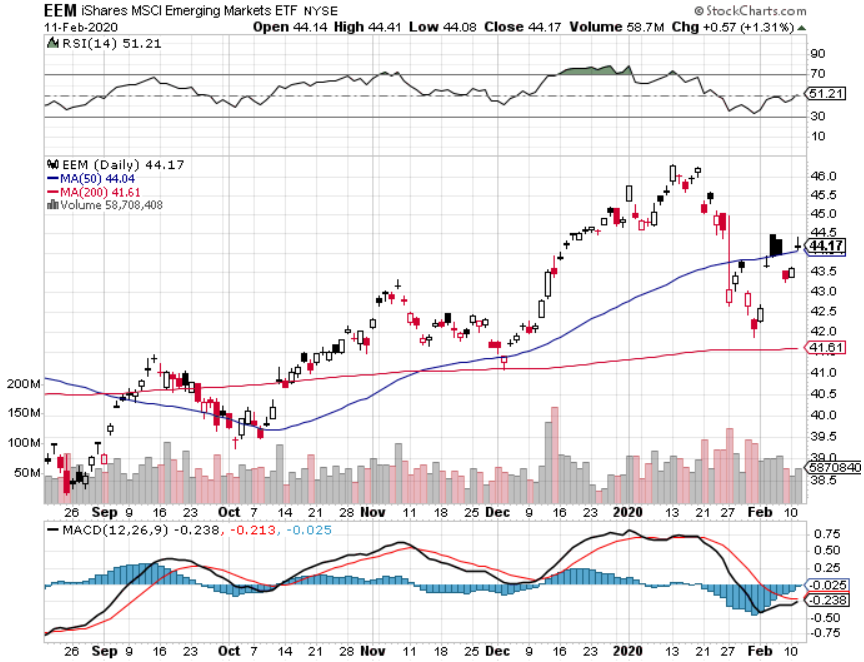 EEM iShares MSCI Emerging Markets ETF NYSE © StockCharts.com
11-Feb-2020 Open 44.14 High 44.41 Low 44.08 Close 44.17 Volume 58.7M Chg +0.57 (+1.31%)
RSI(14) 51.21
90
70
51.21
30
10
EEM (Daily) 44.17
MA(50) 44.04
MA(200) 41.61
Volume 58,708,408
46.0
45.5
45.0
44.5
44.17
43.5
43.0
42.5
42.0
41.61
41.0
40.5
40.0
39.5
39.0
38.5
200M
150M
100M
50M
5870840
26 Sep 9 16 23 Oct 7 14 21 28 Nov 11 18 25 Dec 9 16 23 2020 13 21 27 Feb 10
MACD(12,26,9) -0.238, -0.213, -0.025
0.75
0.50
0.25
-0.025
-0.238
-0.50
-0.75
26 Sep 9 16 23 Oct 7 14 21 28 Nov 11 18 25 Dec 9 16 23 2020 13 21 27 Feb 10